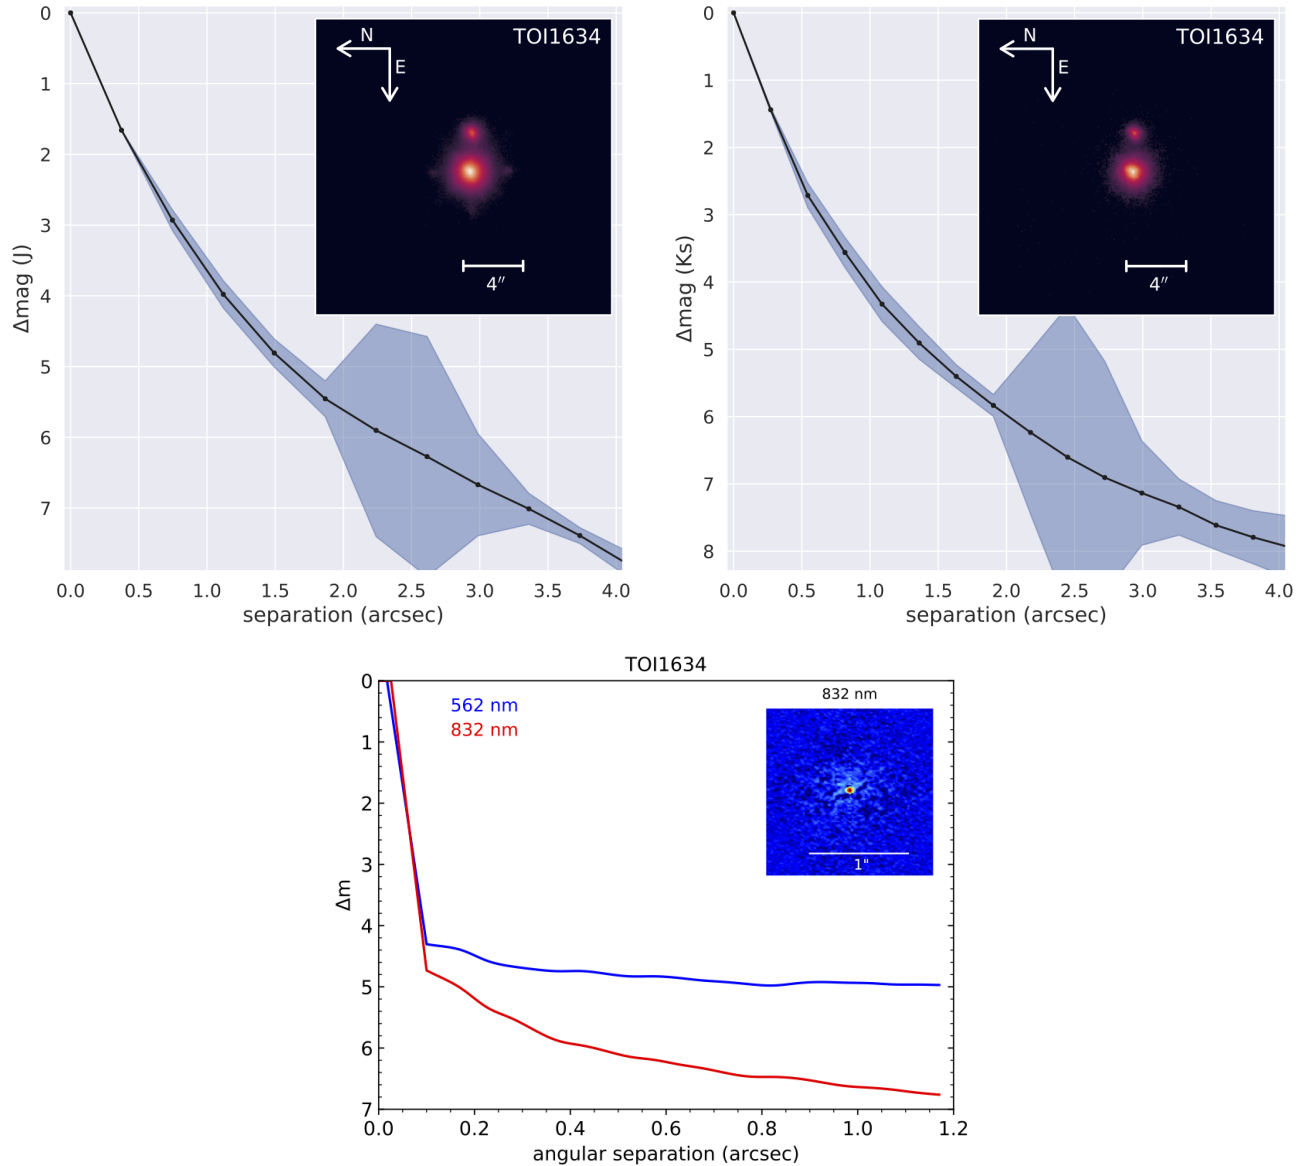 0
1
2
3
4
5
6
7
Δmag (J)
0.0 0.5 1.0 1.5 2.0 2.5 3.0 3.5 4.0
separation (arcsec)
TOI1634
N
E
4″
0
1
2
3
4
5
6
7
8
Δmag (Ks)
0.0 0.5 1.0 1.5 2.0 2.5 3.0 3.5 4.0
separation (arcsec)
TOI1634
N
E
4″
TOI1634
0
1
2
3
4
5
6
7
Δm
562 nm
832 nm
832 nm
1"
0.0 0.2 0.4 0.6 0.8 1.0 1.2
angular separation (arcsec)